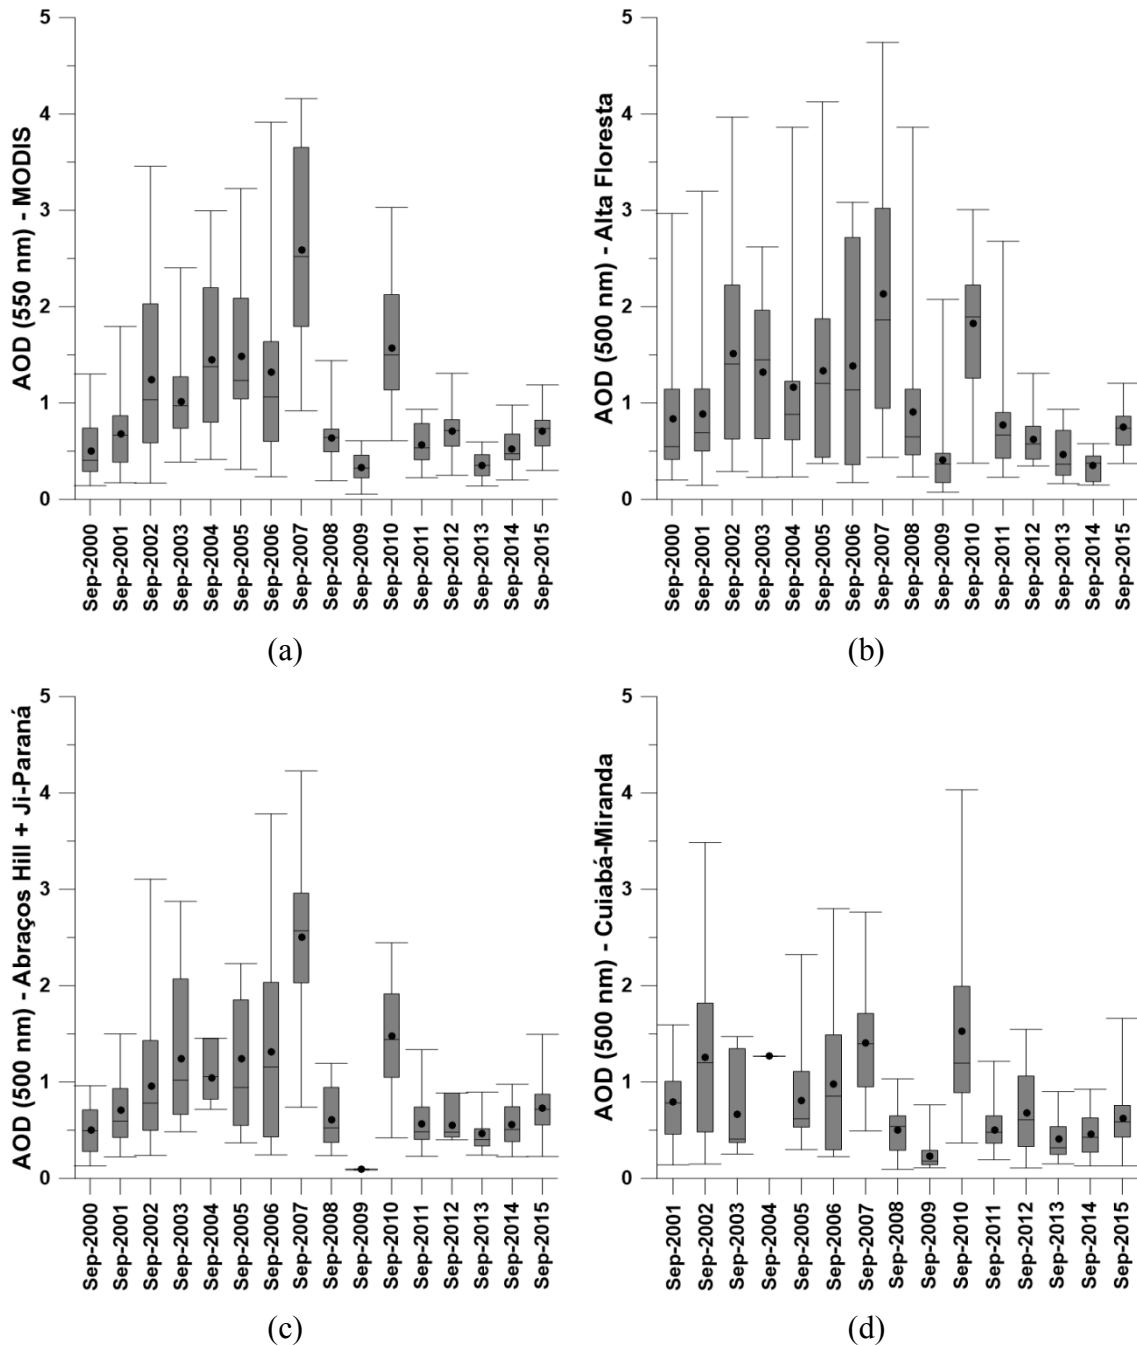 AOD (550 nm) - MODIS
5
4
3
2
1
0
Sep-2000
Sep-2001
Sep-2002
Sep-2003
Sep-2004
Sep-2005
Sep-2006
Sep-2007
Sep-2008
Sep-2009
Sep-2010
Sep-2011
Sep-2012
Sep-2013
Sep-2014
Sep-2015
(a)
AOD (500 nm) - Alta Floresta
5
4
3
2
1
0
Sep-2000
Sep-2001
Sep-2002
Sep-2003
Sep-2004
Sep-2005
Sep-2006
Sep-2007
Sep-2008
Sep-2009
Sep-2010
Sep-2011
Sep-2012
Sep-2013
Sep-2014
Sep-2015
(b)
AOD (500 nm) - Abraços Hill + Ji-Paraná
5
4
3
2
1
0
Sep-2000
Sep-2001
Sep-2002
Sep-2003
Sep-2004
Sep-2005
Sep-2006
Sep-2007
Sep-2008
Sep-2009
Sep-2010
Sep-2011
Sep-2012
Sep-2013
Sep-2014
Sep-2015
(c)
AOD (500 nm) - Cuiabá-Miranda
5
4
3
2
1
0
Sep-2001
Sep-2002
Sep-2003
Sep-2004
Sep-2005
Sep-2006
Sep-2007
Sep-2008
Sep-2009
Sep-2010
Sep-2011
Sep-2012
Sep-2013
Sep-2014
Sep-2015
(d)